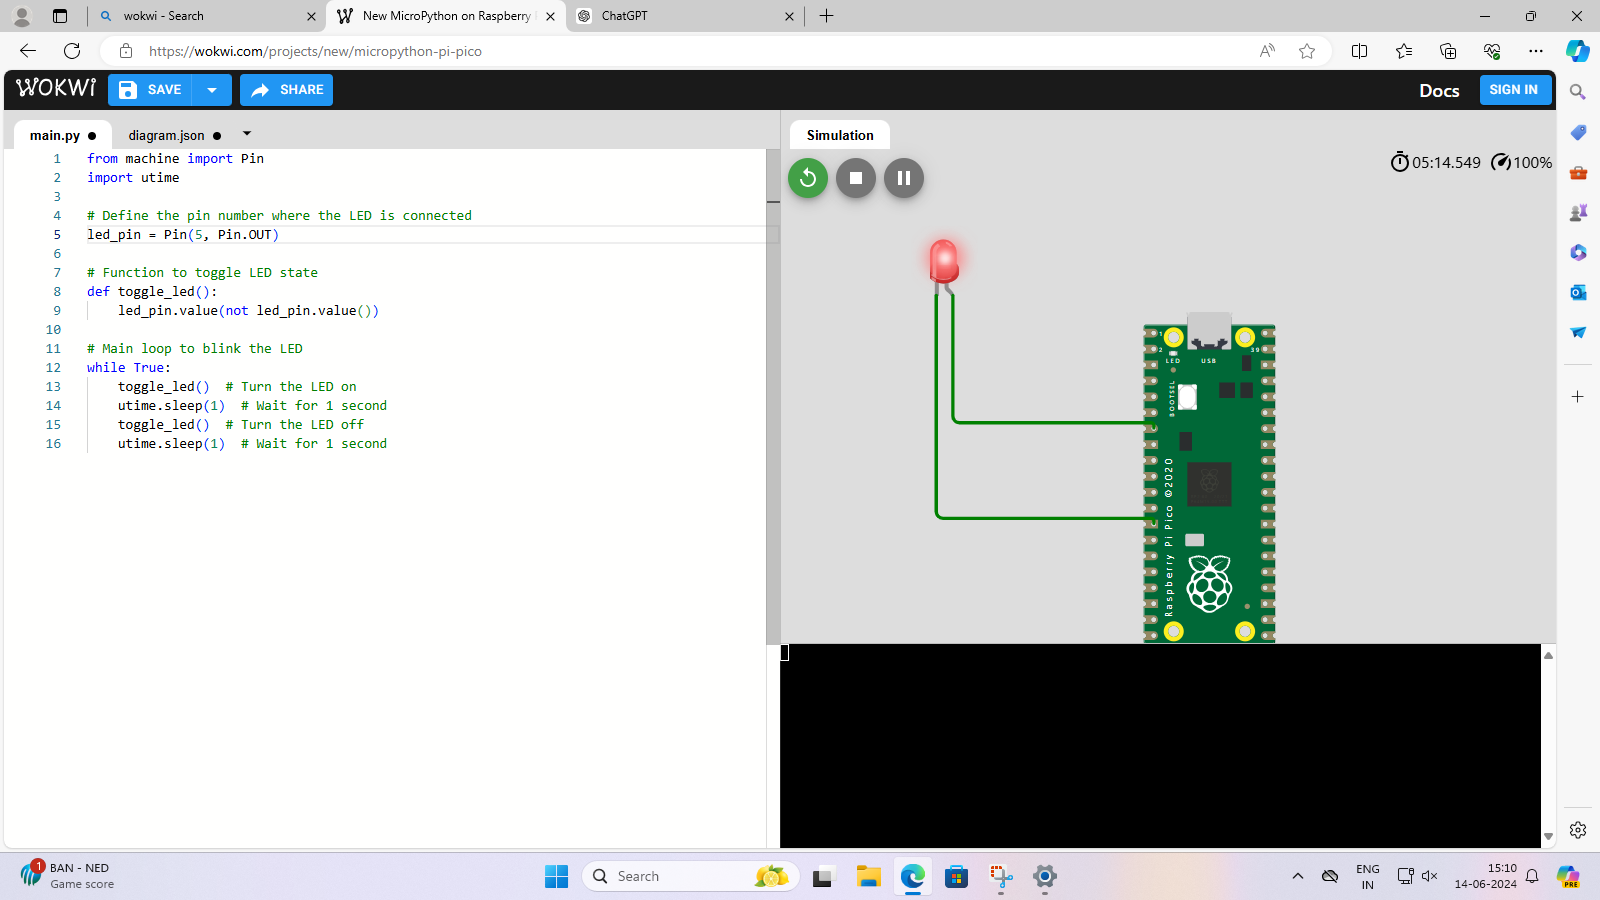 wokwi - Search
New MicroPython on Raspberry
ChatGPT
https://wokwi.com/projects/new/micropython-pi-pico
WOKWI
SAVE
SHARE
Docs
SIGN IN
main.py
diagram.json
1 from machine import Pin
2 import utime
3
4 # Define the pin number where the LED is connected
5 led_pin = Pin(5, Pin.OUT)
6
7 # Function to toggle LED state
8 def toggle_led():
9 led_pin.value(not led_pin.value())
10
11 # Main loop to blink the LED
12 while True:
13 toggle_led()  # Turn the LED on
14 utime.sleep(1)  # Wait for 1 second
15 toggle_led()  # Turn the LED off
16 utime.sleep(1)  # Wait for 1 second
Simulation
05:14.549
100%
1
2
39
LED
USB
BOOTSEL
Raspberry Pi Pico ©2020
1
BAN - NED
Game score
Search
ENG
IN
15:10
14-06-2024
PRE